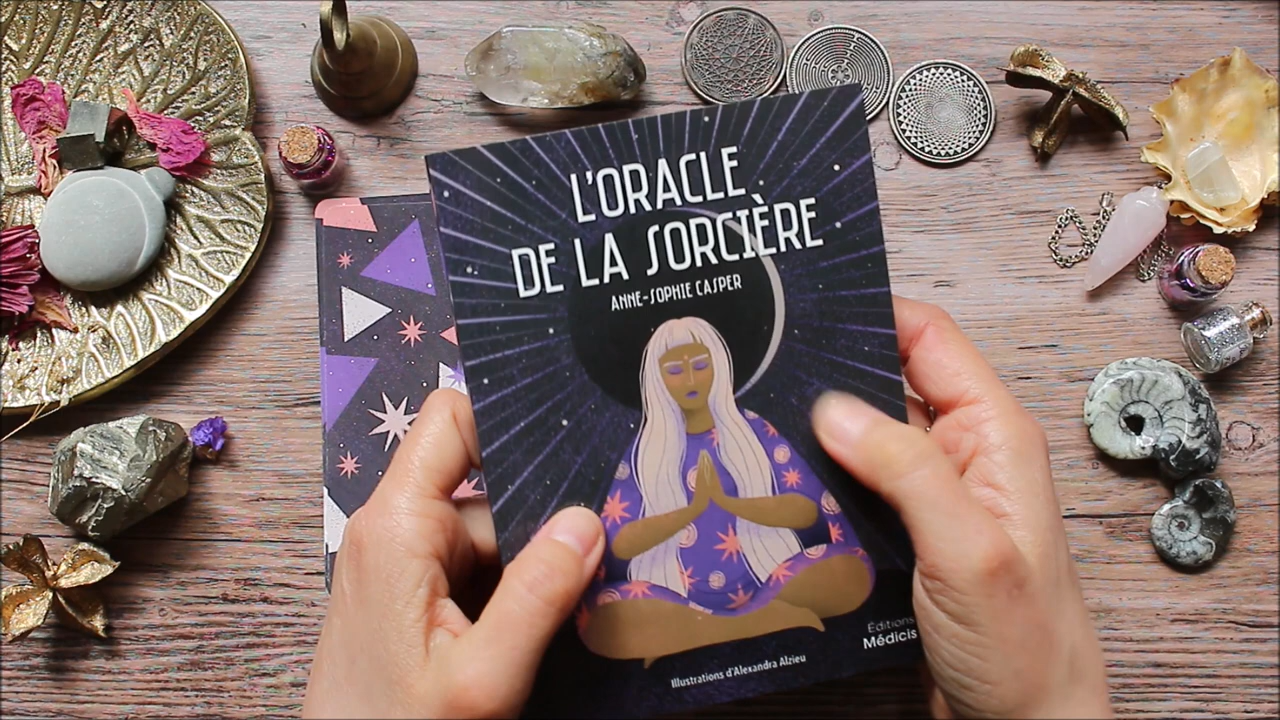 L'ORACLE
DE LA SORCIÈRE
ANNE-SOPHIE CASPER
Éditions
Médicis
Illustrations d'Alexandra Alzieu